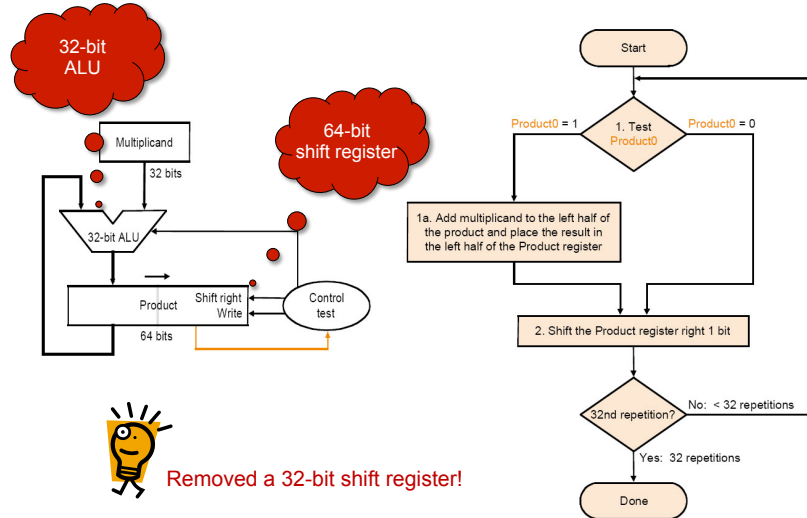 32-bit
ALU
64-bit
shift register
Multiplicand
32 bits
32-bit ALU
Product
Shift right
Write
64 bits
Control
test
Removed a 32-bit shift register!
Start
Product0 = 1
1. Test
Product0
Product0 = 0
1a. Add multiplicand to the left half of
the product and place the result in
the left half of the Product register
2. Shift the Product register right 1 bit
32nd repetition?
No: < 32 repetitions
Yes: 32 repetitions
Done